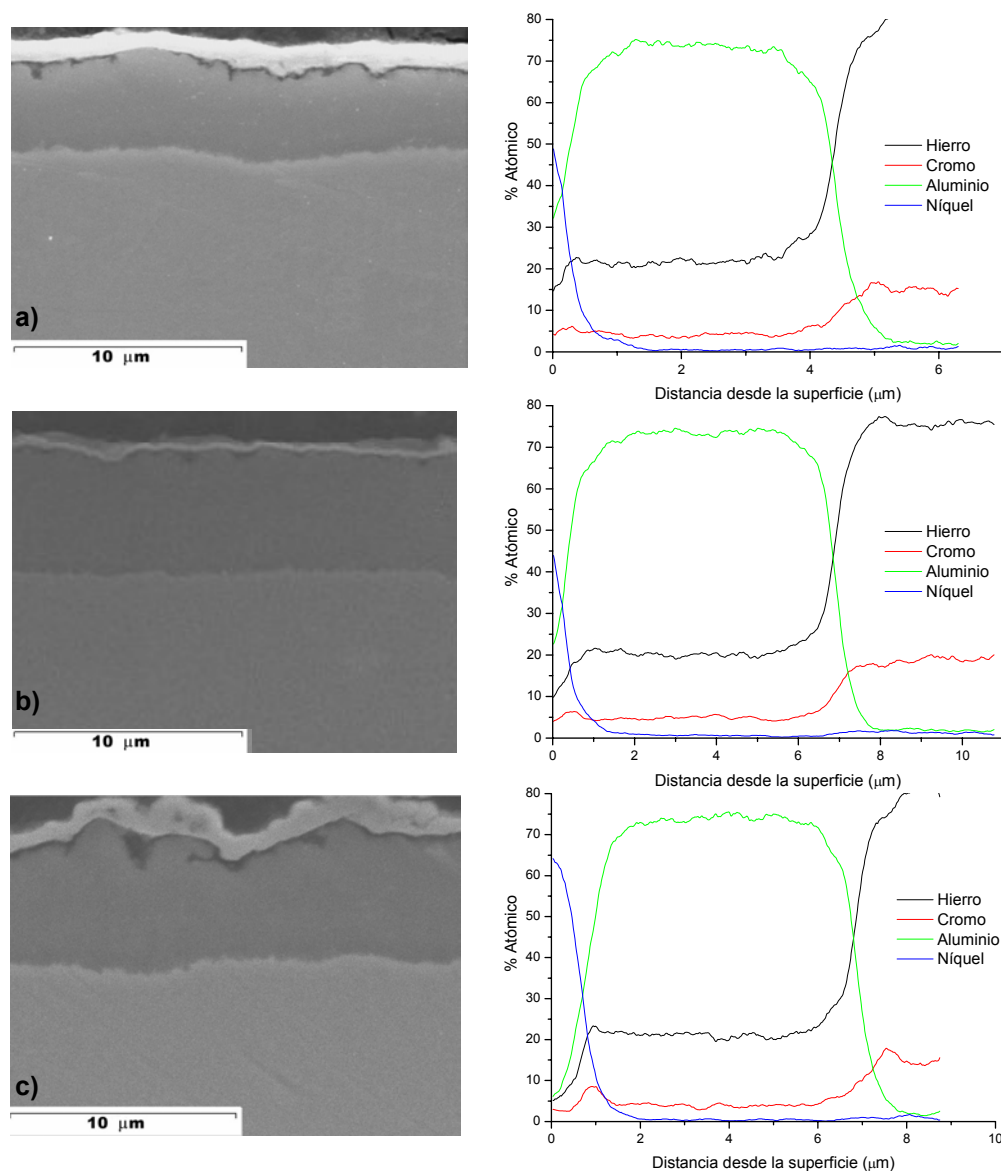 a)
10 µm
80
70
60
50
40
30
20
10
0
% Atómico
Hierro
Cromo
Aluminio
Níquel
0 2 4 6
Distancia desde la superficie (µm)
b)
10 µm
80
70
60
50
40
30
20
10
0
% Atómico
Hierro
Cromo
Aluminio
Níquel
0 2 4 6 8 10
Distancia desde la superficie (µm)
c)
10 µm
80
70
60
50
40
30
20
10
0
% Atómico
Hierro
Cromo
Aluminio
Níquel
0 2 4 6 8 10
Distancia desde la superficie (µm)